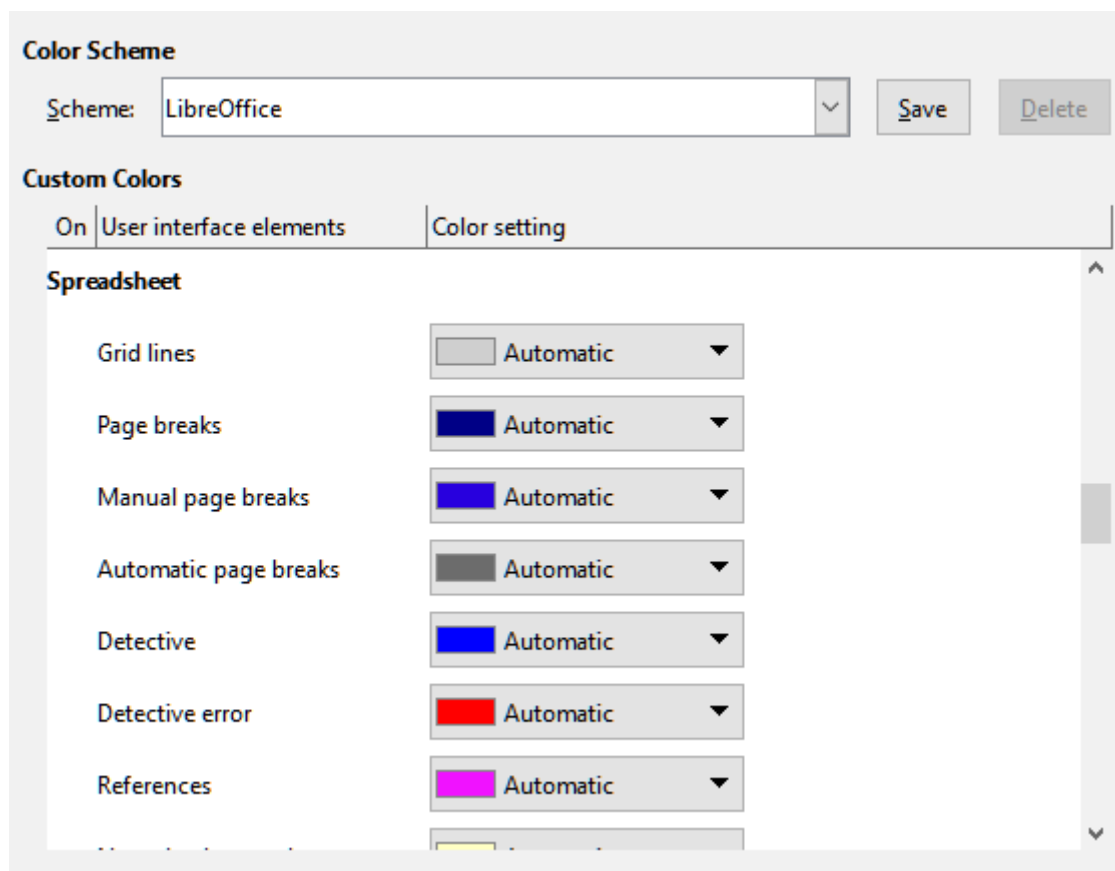 Color Scheme
Scheme: LibreOffice Save Delete
Custom Colors
On User interface elements Color setting
Spreadsheet
Grid lines Automatic
Page breaks Automatic
Manual page breaks Automatic
Automatic page breaks Automatic
Detective Automatic
Detective error Automatic
References Automatic